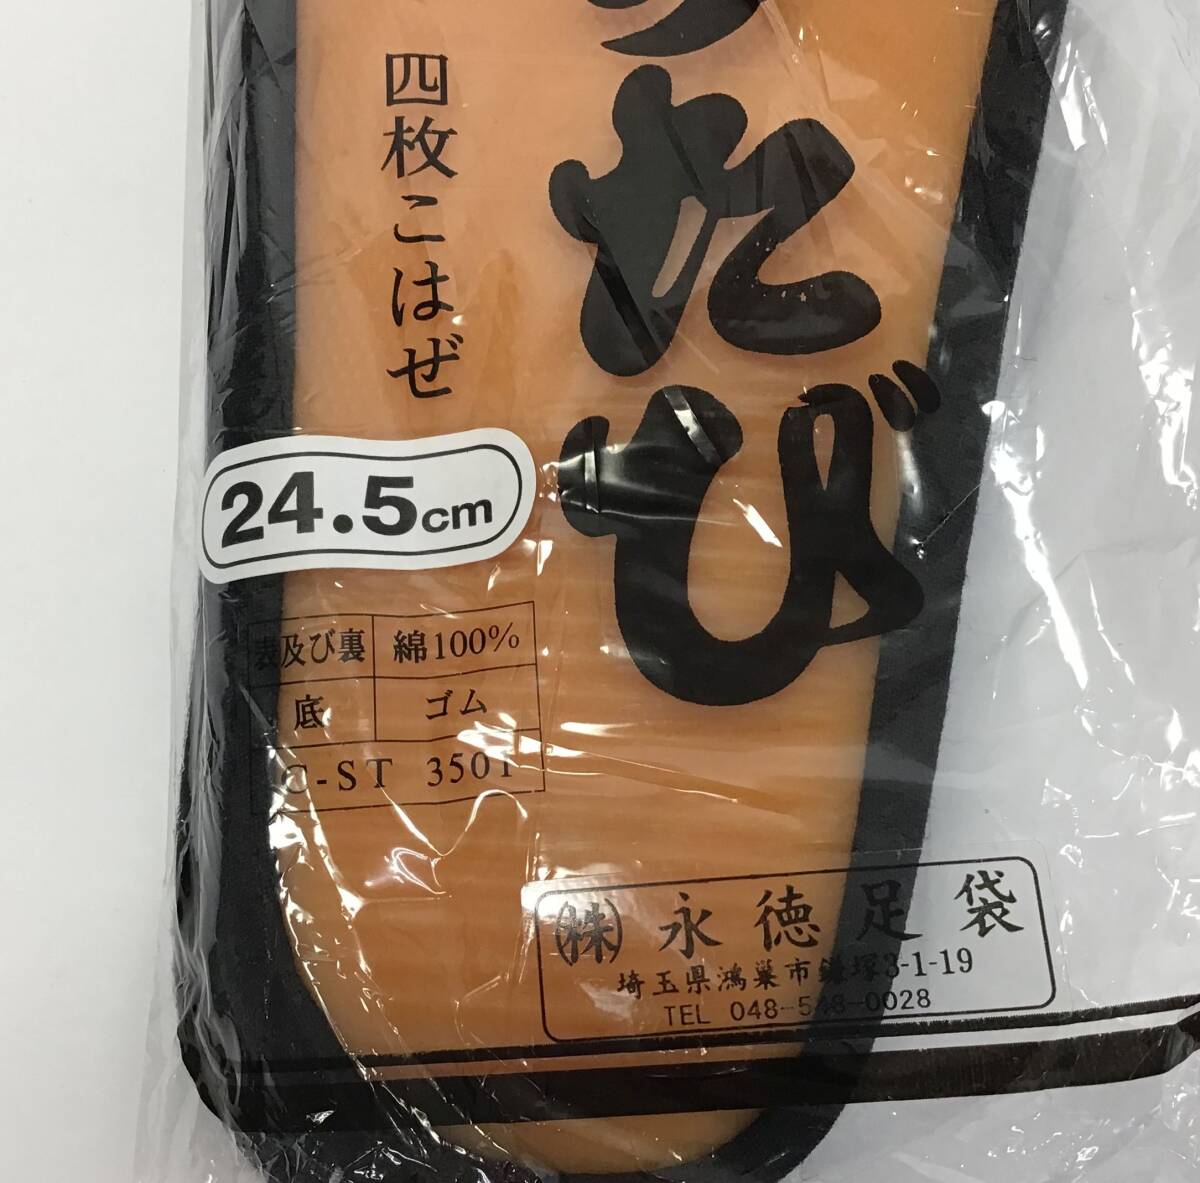 たび
四枚こはぜ
24.5cm
表及び裏 綿100%
底 ゴム
C-ST 3501
(株) 永徳足袋
埼玉県鴻巣市鎌塚3-1-19
TEL 048-548-0028